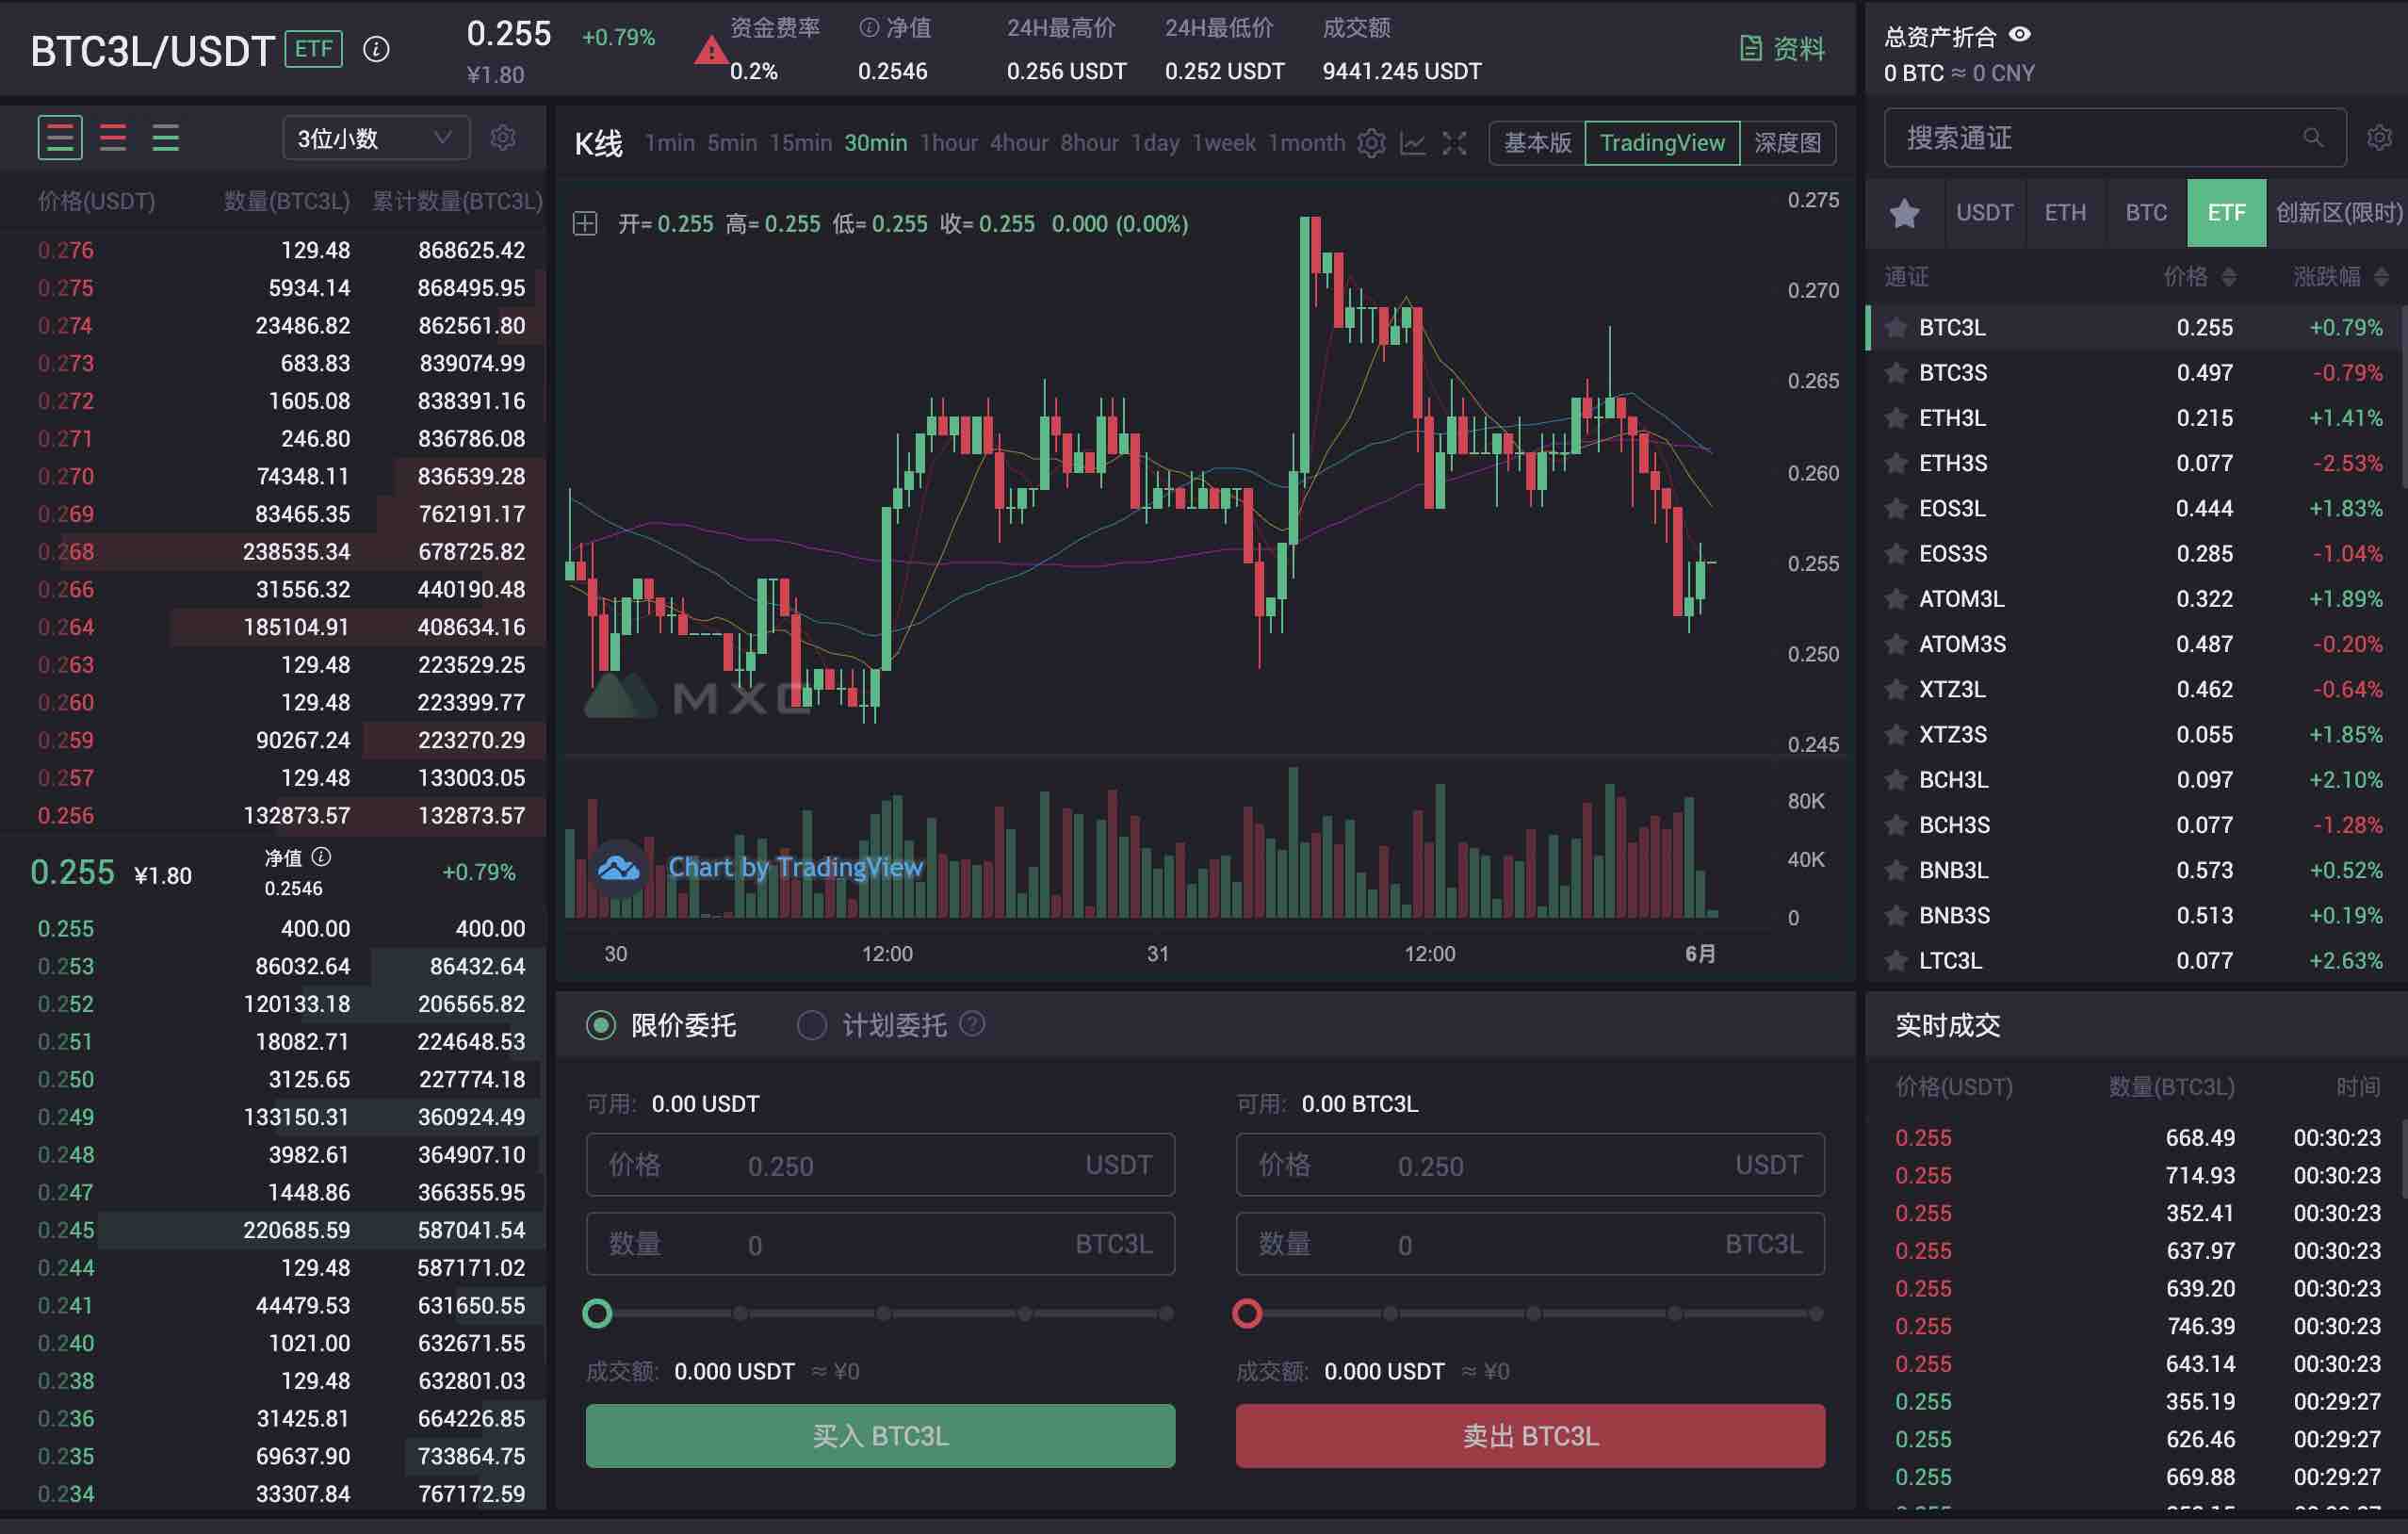 BTC3L/USDT ETF
0.255 +0.79%
¥1.80
资金费率 净值 24H最高价 24H最低价 成交额
0.2% 0.2546 0.256 USDT 0.252 USDT 9441.245 USDT
资料
总资产折合
0 BTC ≈ 0 CNY
3位小数
价格(USDT) 数量(BTC3L) 累计数量(BTC3L)
0.276 129.48 868625.42
0.275 5934.14 868495.95
0.274 23486.82 862561.80
0.273 683.83 839074.99
0.272 1605.08 838391.16
0.271 246.80 836786.08
0.270 74348.11 836539.28
0.269 83465.35 762191.17
0.268 238535.34 678725.82
0.266 31556.32 440190.48
0.264 185104.91 408634.16
0.263 129.48 223529.25
0.260 129.48 223399.77
0.259 90267.24 223270.29
0.257 129.48 133003.05
0.256 132873.57 132873.57
0.255 ¥1.80 净值 +0.79%
0.2546
0.255 400.00 400.00
0.253 86032.64 86432.64
0.252 120133.18 206565.82
0.251 18082.71 224648.53
0.250 3125.65 227774.18
0.249 133150.31 360924.49
0.248 3982.61 364907.10
0.247 1448.86 366355.95
0.245 220685.59 587041.54
0.244 129.48 587171.02
0.241 44479.53 631650.55
0.240 1021.00 632671.55
0.238 129.48 632801.03
0.236 31425.81 664226.85
0.235 69637.90 733864.75
0.234 33307.84 767172.59
K线 1min 5min 15min 30min 1hour 4hour 8hour 1day 1week 1month 基本版 TradingView 深度图
开=0.255 高=0.255 低=0.255 收=0.255 0.000 (0.00%)
0.275
0.270
0.265
0.260
0.255
0.250
0.245
MXC
80K
40K
0
Chart by TradingView
30 12:00 31 12:00 6月
限价委托 计划委托
可用: 0.00 USDT
价格 0.250 USDT
数量 0 BTC3L
成交额: 0.000 USDT ≈ ¥0
买入 BTC3L
可用: 0.00 BTC3L
价格 0.250 USDT
数量 0 BTC3L
成交额: 0.000 USDT ≈ ¥0
卖出 BTC3L
搜索通证
USDT ETH BTC ETF 创新区(限时)
通证 价格 涨跌幅
BTC3L 0.255 +0.79%
BTC3S 0.497 -0.79%
ETH3L 0.215 +1.41%
ETH3S 0.077 -2.53%
EOS3L 0.444 +1.83%
EOS3S 0.285 -1.04%
ATOM3L 0.322 +1.89%
ATOM3S 0.487 -0.20%
XTZ3L 0.462 -0.64%
XTZ3S 0.055 +1.85%
BCH3L 0.097 +2.10%
BCH3S 0.077 -1.28%
BNB3L 0.573 +0.52%
BNB3S 0.513 +0.19%
LTC3L 0.077 +2.63%
实时成交
价格(USDT) 数量(BTC3L) 时间
0.255 668.49 00:30:23
0.255 714.93 00:30:23
0.255 352.41 00:30:23
0.255 637.97 00:30:23
0.255 639.20 00:30:23
0.255 746.39 00:30:23
0.255 643.14 00:30:23
0.255 355.19 00:29:27
0.255 626.46 00:29:27
0.255 669.88 00:29:27